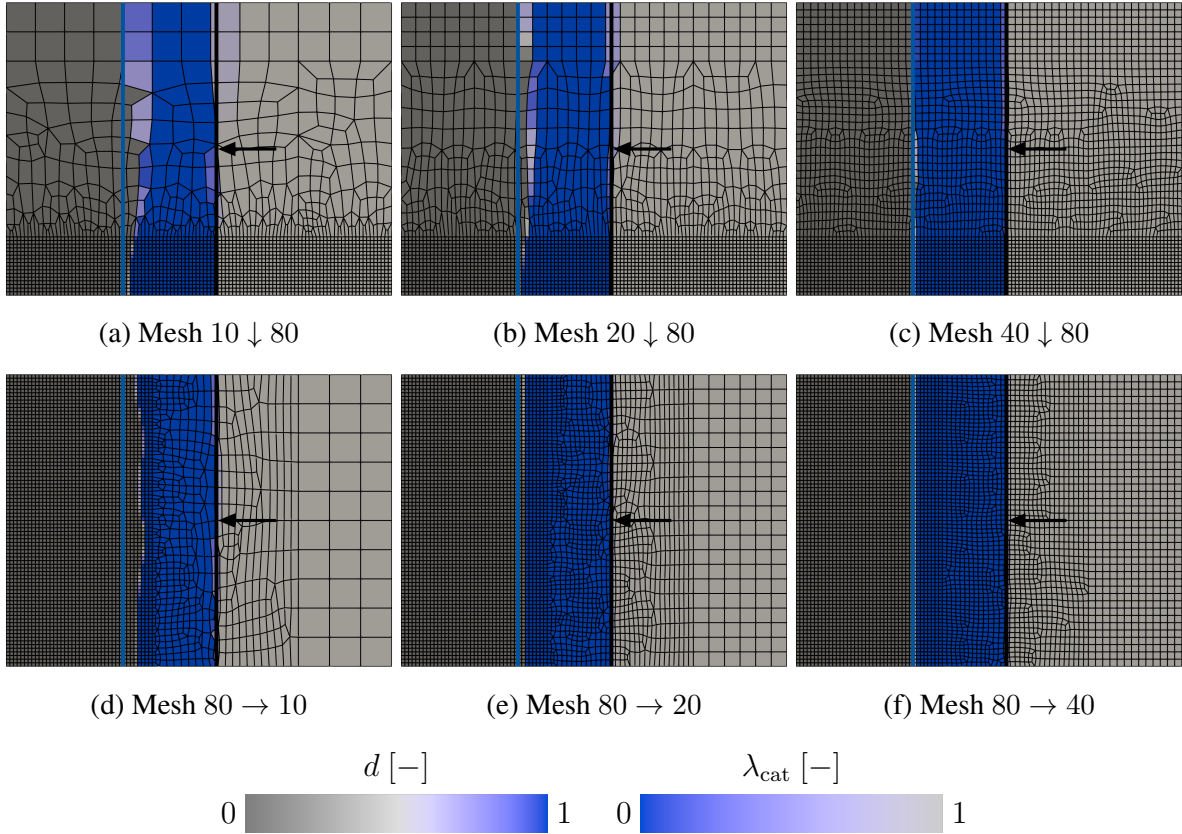 (a) Mesh 10 ↓ 80
(b) Mesh 20 ↓ 80
(c) Mesh 40 ↓ 80
(d) Mesh 80 → 10
(e) Mesh 80 → 20
(f) Mesh 80 → 40
d [−]
λcat [−]
0 1
0 1